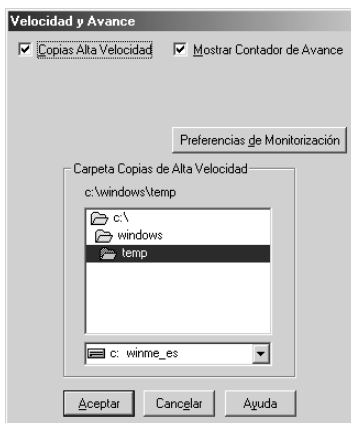 Velocidad y Avance
Copias Alta Velocidad Mostrar Contador de Avance
Preferencias de Monitorización
Carpeta Copias de Alta Velocidad
c:\windows\temp
c:\
windows
temp
c: winme_es
Aceptar Cancelar Ayuda